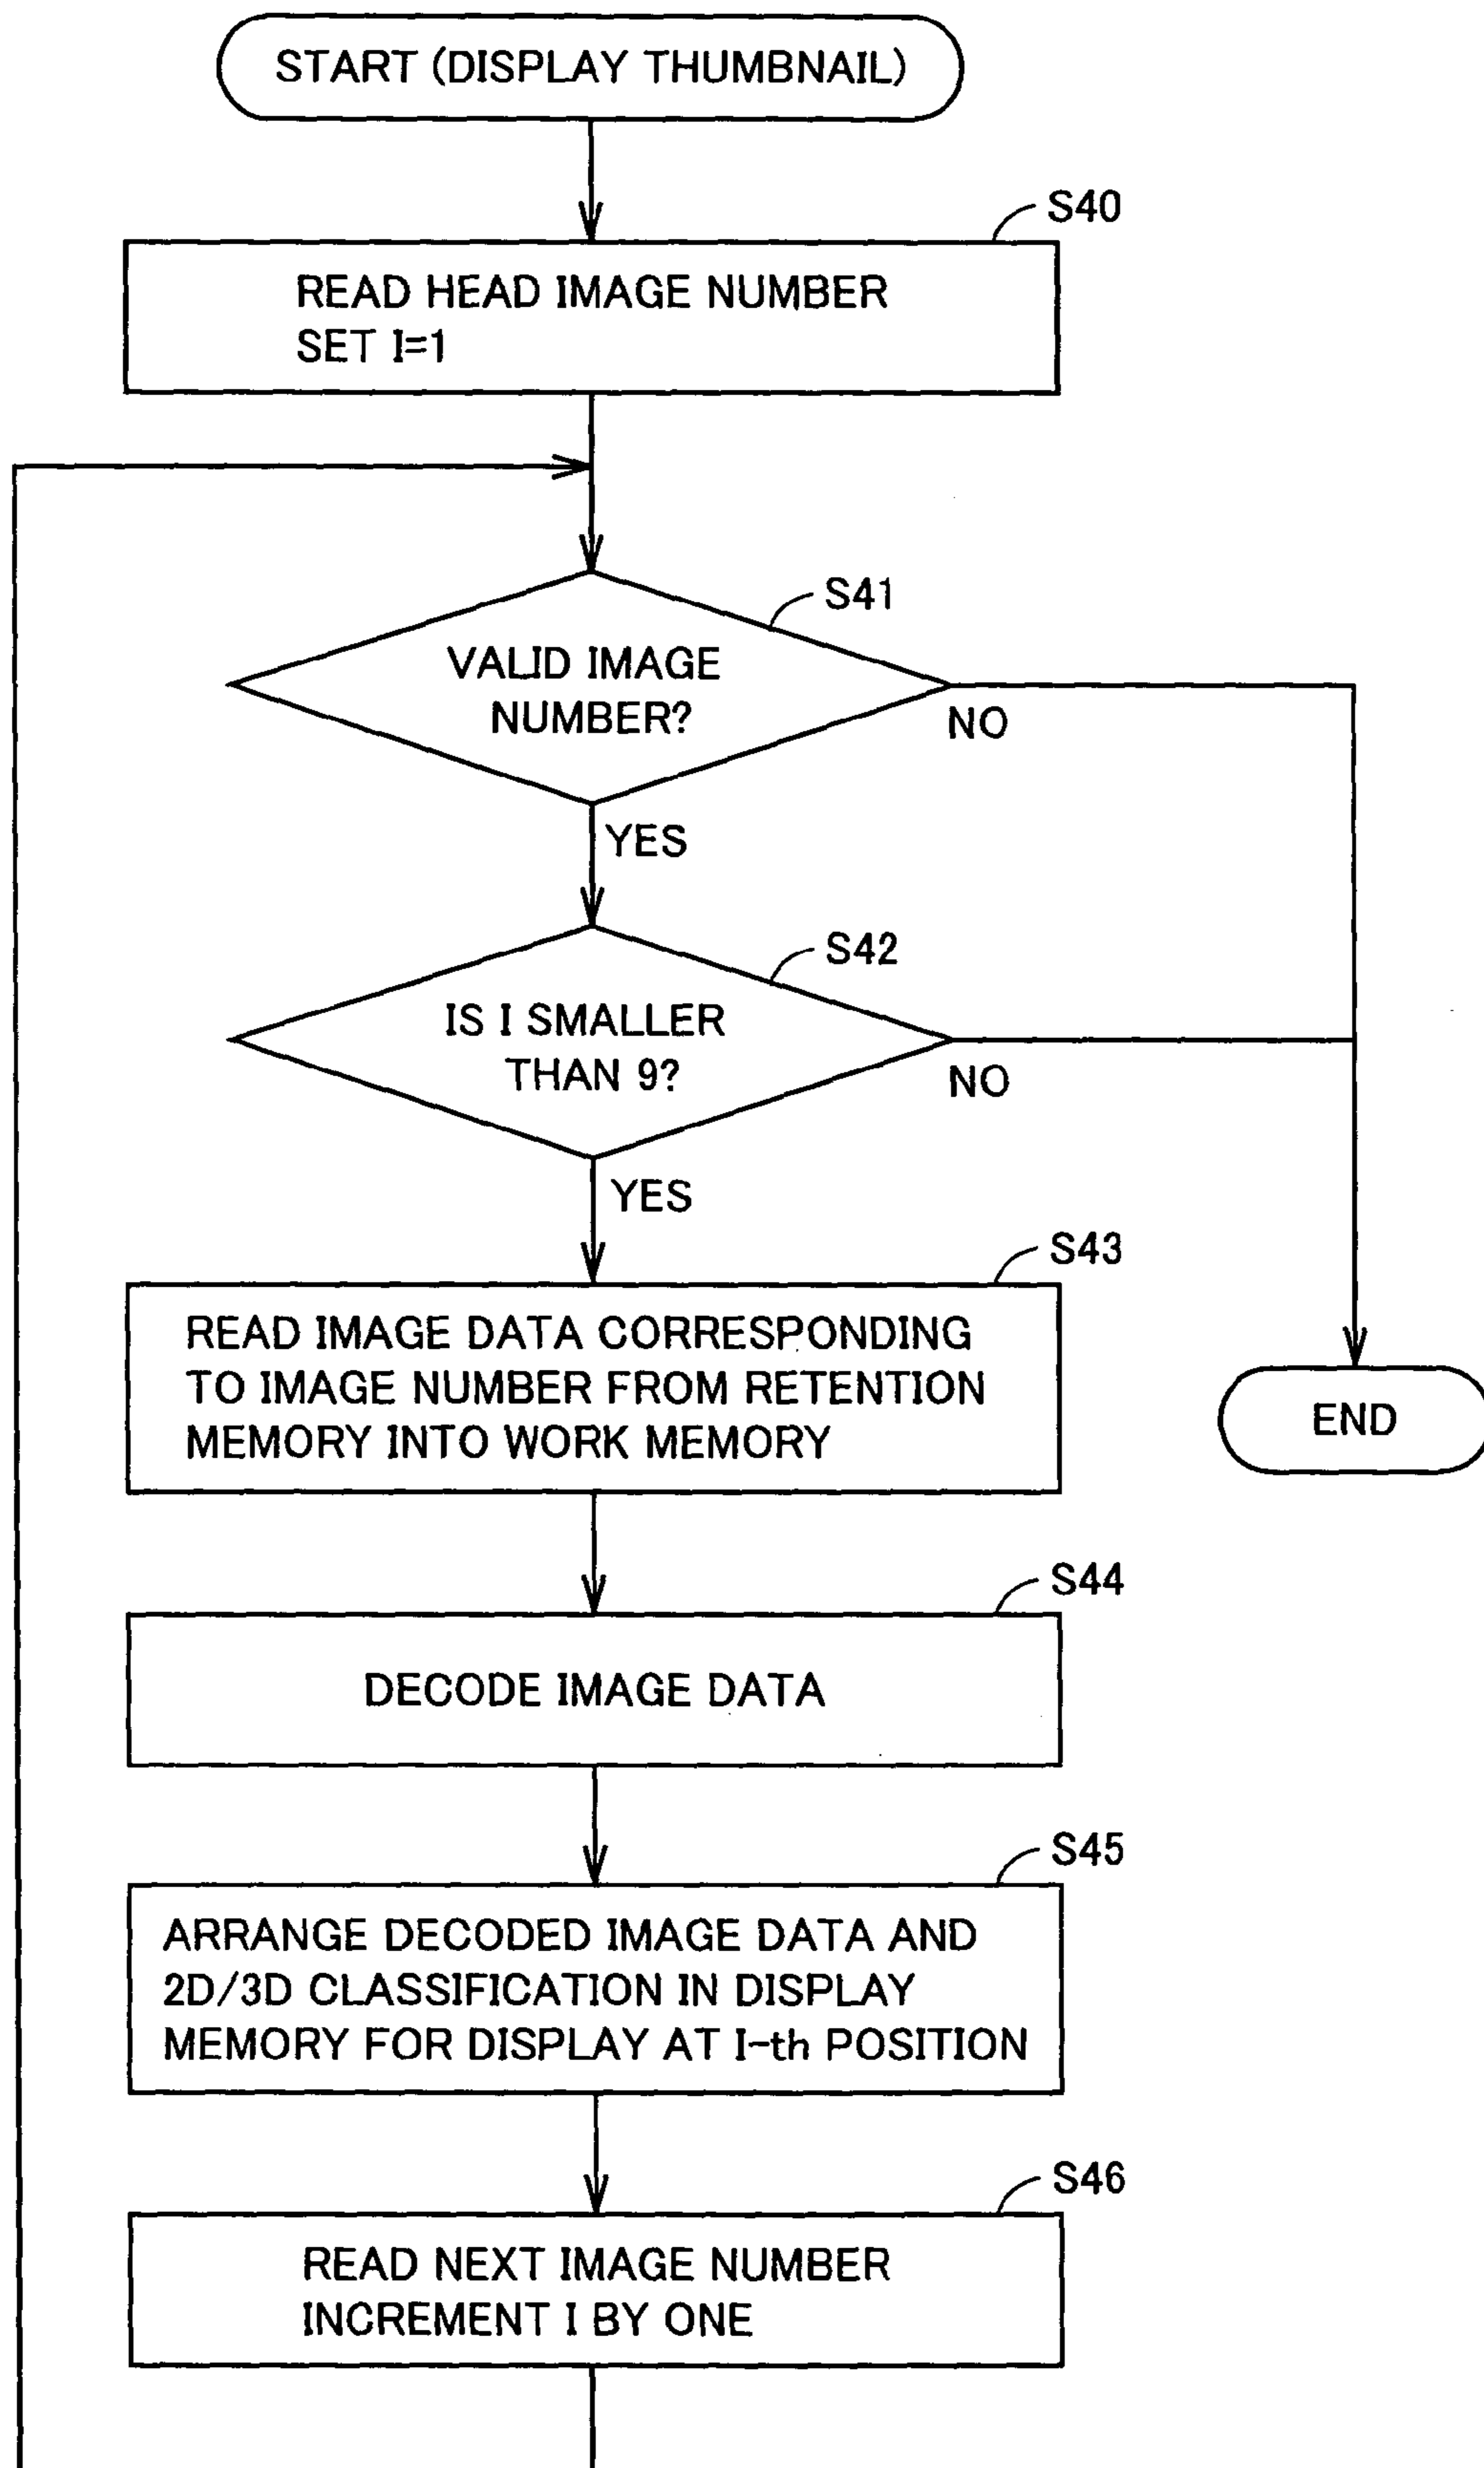 START (DISPLAY THUMBNAIL)
S40
READ HEAD IMAGE NUMBER
SET I=1
S41
VALID IMAGE
NUMBER?
NO
YES
S42
IS I SMALLER
THAN 9?
NO
YES
S43
READ IMAGE DATA CORRESPONDING
TO IMAGE NUMBER FROM RETENTION
MEMORY INTO WORK MEMORY
END
S44
DECODE IMAGE DATA
S45
ARRANGE DECODED IMAGE DATA AND
2D/3D CLASSIFICATION IN DISPLAY
MEMORY FOR DISPLAY AT I-th POSITION
S46
READ NEXT IMAGE NUMBER
INCREMENT I BY ONE